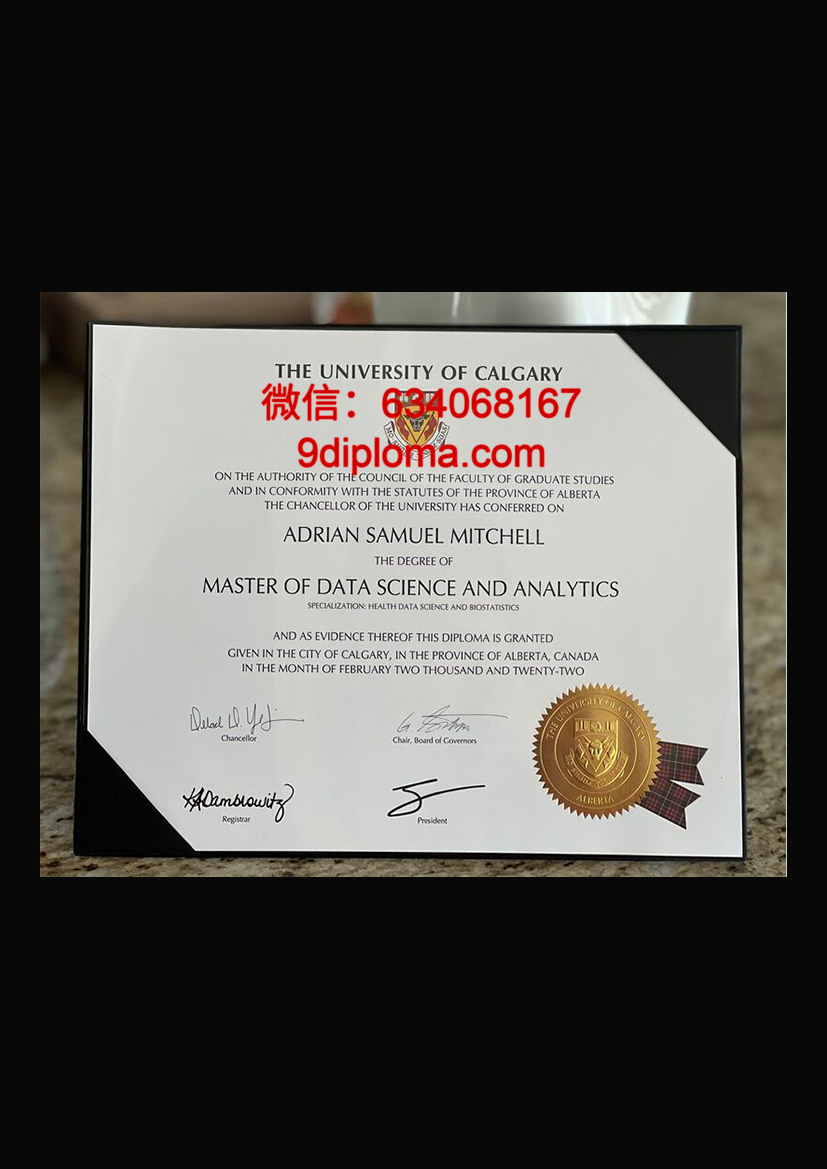 THE UNIVERSITY OF CALGARY
微信：634068167
9diploma.com
ON THE AUTHORITY OF THE COUNCIL OF THE FACULTY OF GRADUATE STUDIES
AND IN CONFORMITY WITH THE STATUTES OF THE PROVINCE OF ALBERTA
THE CHANCELLOR OF THE UNIVERSITY HAS CONFERRED ON
ADRIAN SAMUEL MITCHELL
THE DEGREE OF
MASTER OF DATA SCIENCE AND ANALYTICS
SPECIALIZATION: HEALTH DATA SCIENCE AND BIOSTATISTICS
AND AS EVIDENCE THEREOF THIS DIPLOMA IS GRANTED
GIVEN IN THE CITY OF CALGARY, IN THE PROVINCE OF ALBERTA, CANADA
IN THE MONTH OF FEBRUARY TWO THOUSAND AND TWENTY-TWO
Chancellor
Chair, Board of Governors
THE UNIVERSITY OF CALGARY
ALBERTA
Registrar
President